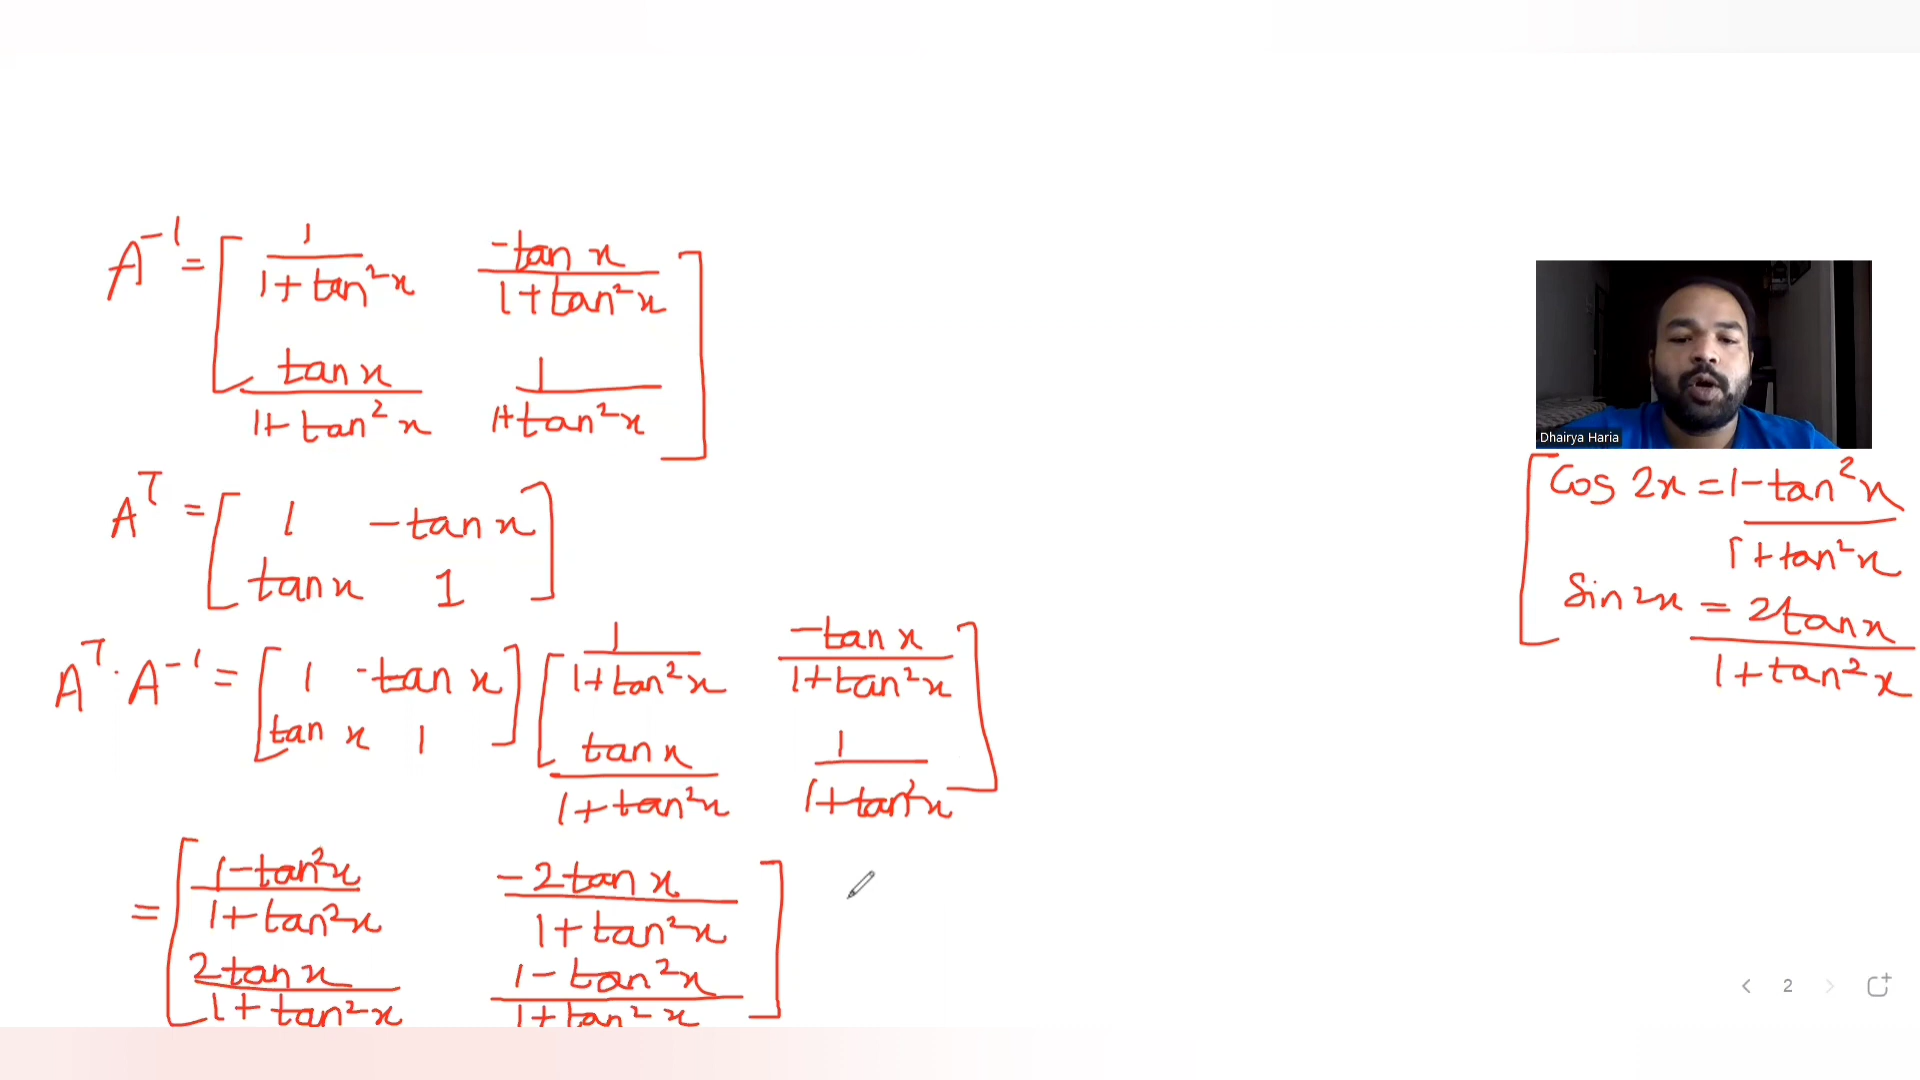 A⁻¹ = [ 1/(1+tan²x)  -tan x/(1+tan²x)
tan x/(1+tan²x)  1/(1+tan²x) ]
Aᵀ = [ 1  -tan x
tan x  1 ]
Aᵀ·A⁻¹ = [ 1  -tan x ] [ 1/(1+tan²x)  -tan x/(1+tan²x)
tan x  1  tan x/(1+tan²x)  1/(1+tan²x) ]
= [ (1-tan²x)/(1+tan²x)  -2tan x/(1+tan²x)
2tan x/(1+tan²x)  (1-tan²x)/(1+tan²x) ]
Dhairya Haria
[ Cos 2x = (1-tan²x)/(1+tan²x)
Sin 2x = 2tan x/(1+tan²x)
2